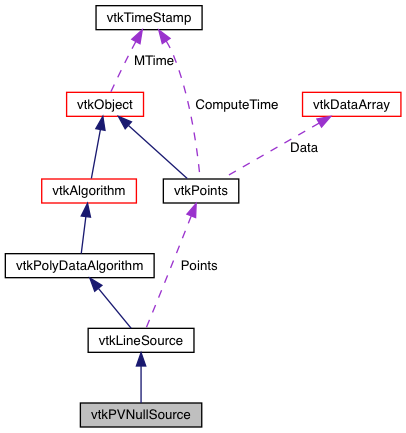 vtkTimeStamp
MTime
vtkObject
ComputeTime
vtkDataArray
Data
vtkAlgorithm
vtkPoints
vtkPolyDataAlgorithm
Points
vtkLineSource
vtkPVNullSource